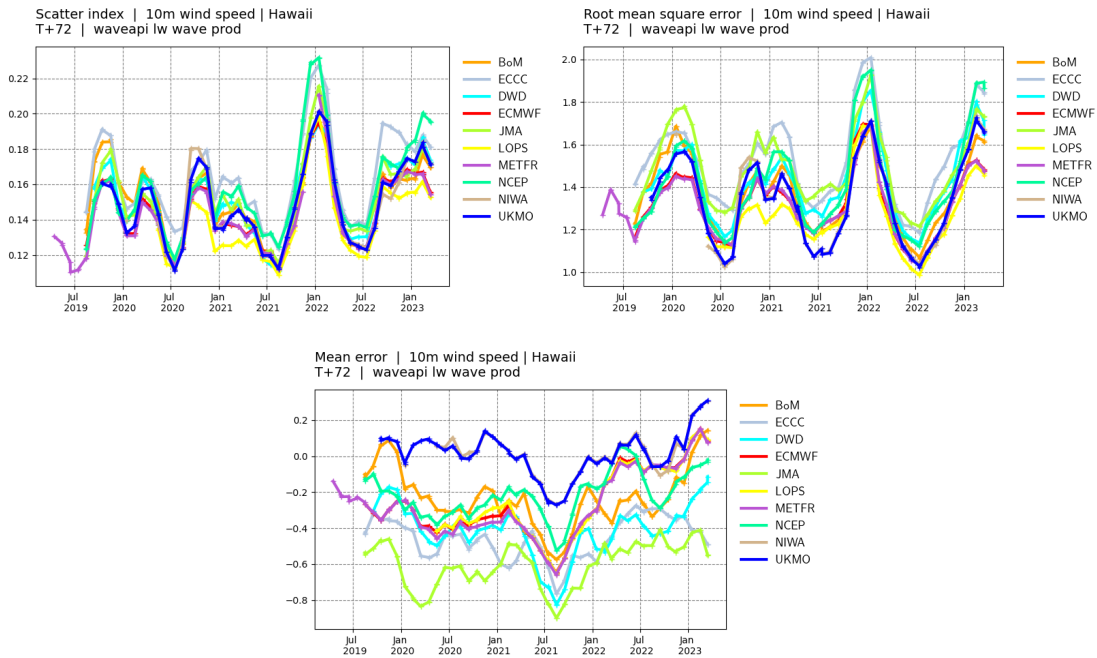 Scatter index | 10m wind speed | Hawaii
T+72 | waveapi lw wave prod
0.22
0.20
0.18
0.16
0.14
0.12
Jul 2019
Jan 2020
Jul 2020
Jan 2021
Jul 2021
Jan 2022
Jul 2022
Jan 2023
BoM
ECCC
DWD
ECMWF
JMA
LOPS
METFR
NCEP
NIWA
UKMO
Root mean square error | 10m wind speed | Hawaii
T+72 | waveapi lw wave prod
2.0
1.8
1.6
1.4
1.2
1.0
Jul 2019
Jan 2020
Jul 2020
Jan 2021
Jul 2021
Jan 2022
Jul 2022
Jan 2023
BoM
ECCC
DWD
ECMWF
JMA
LOPS
METFR
NCEP
NIWA
UKMO
Mean error | 10m wind speed | Hawaii
T+72 | waveapi lw wave prod
0.2
0.0
−0.2
−0.4
−0.6
−0.8
Jul 2019
Jan 2020
Jul 2020
Jan 2021
Jul 2021
Jan 2022
Jul 2022
Jan 2023
BoM
ECCC
DWD
ECMWF
JMA
LOPS
METFR
NCEP
NIWA
UKMO